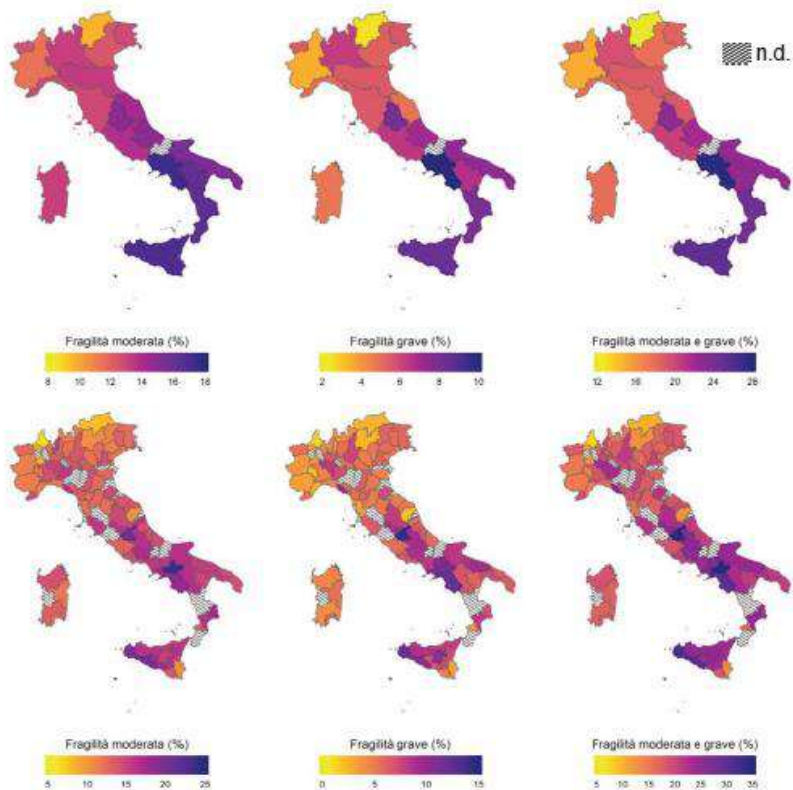 n.d.
Fragilità moderata (%)
8 10 12 14 16 18
Fragilità grave (%)
2 4 6 8 10
Fragilità moderata e grave (%)
12 16 20 24 28
Fragilità moderata (%)
5 10 15 20 25
Fragilità grave (%)
0 5 10 15
Fragilità moderata e grave (%)
5 10 15 20 25 30 35